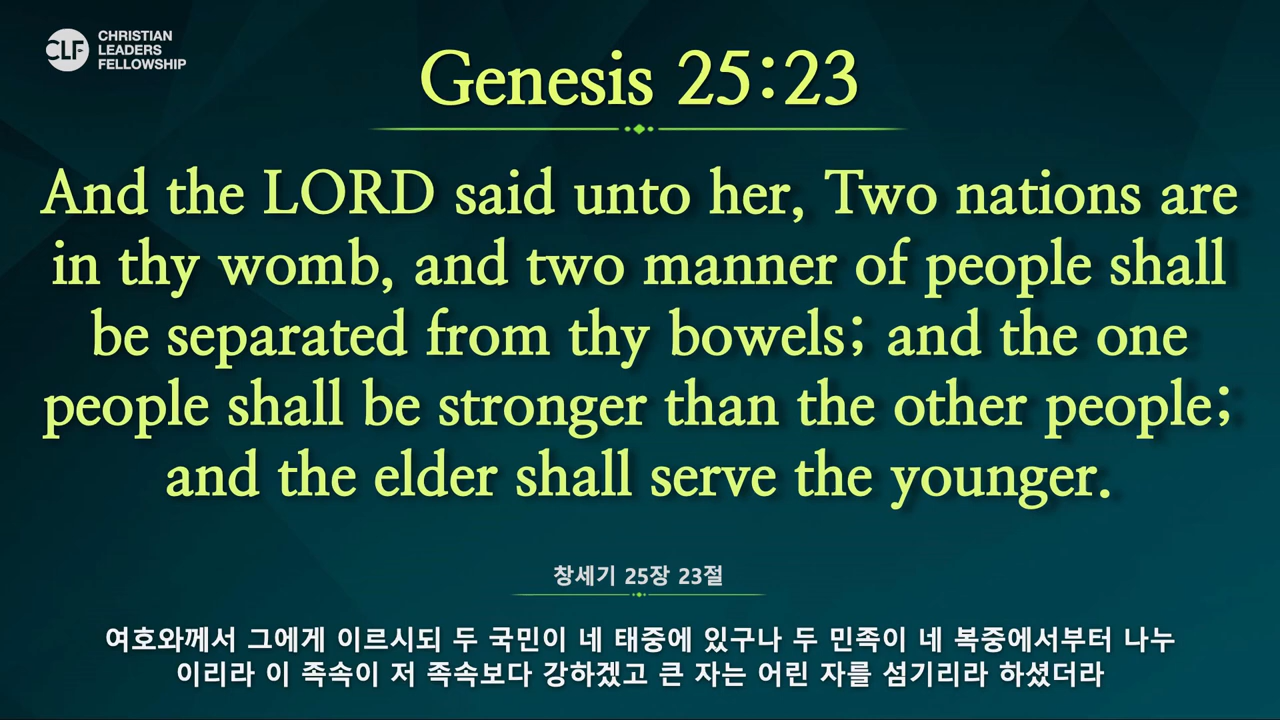 CLF
CHRISTIAN
LEADERS
FELLOWSHIP
Genesis 25:23
And the LORD said unto her, Two nations are
in thy womb, and two manner of people shall
be separated from thy bowels; and the one
people shall be stronger than the other people;
and the elder shall serve the younger.
창세기 25장 23절
여호와께서 그에게 이르시되 두 국민이 네 태중에 있구나 두 민족이 네 복중에서부터 나누
이리라 이 족속이 저 족속보다 강하겠고 큰 자는 어린 자를 섬기리라 하셨더라